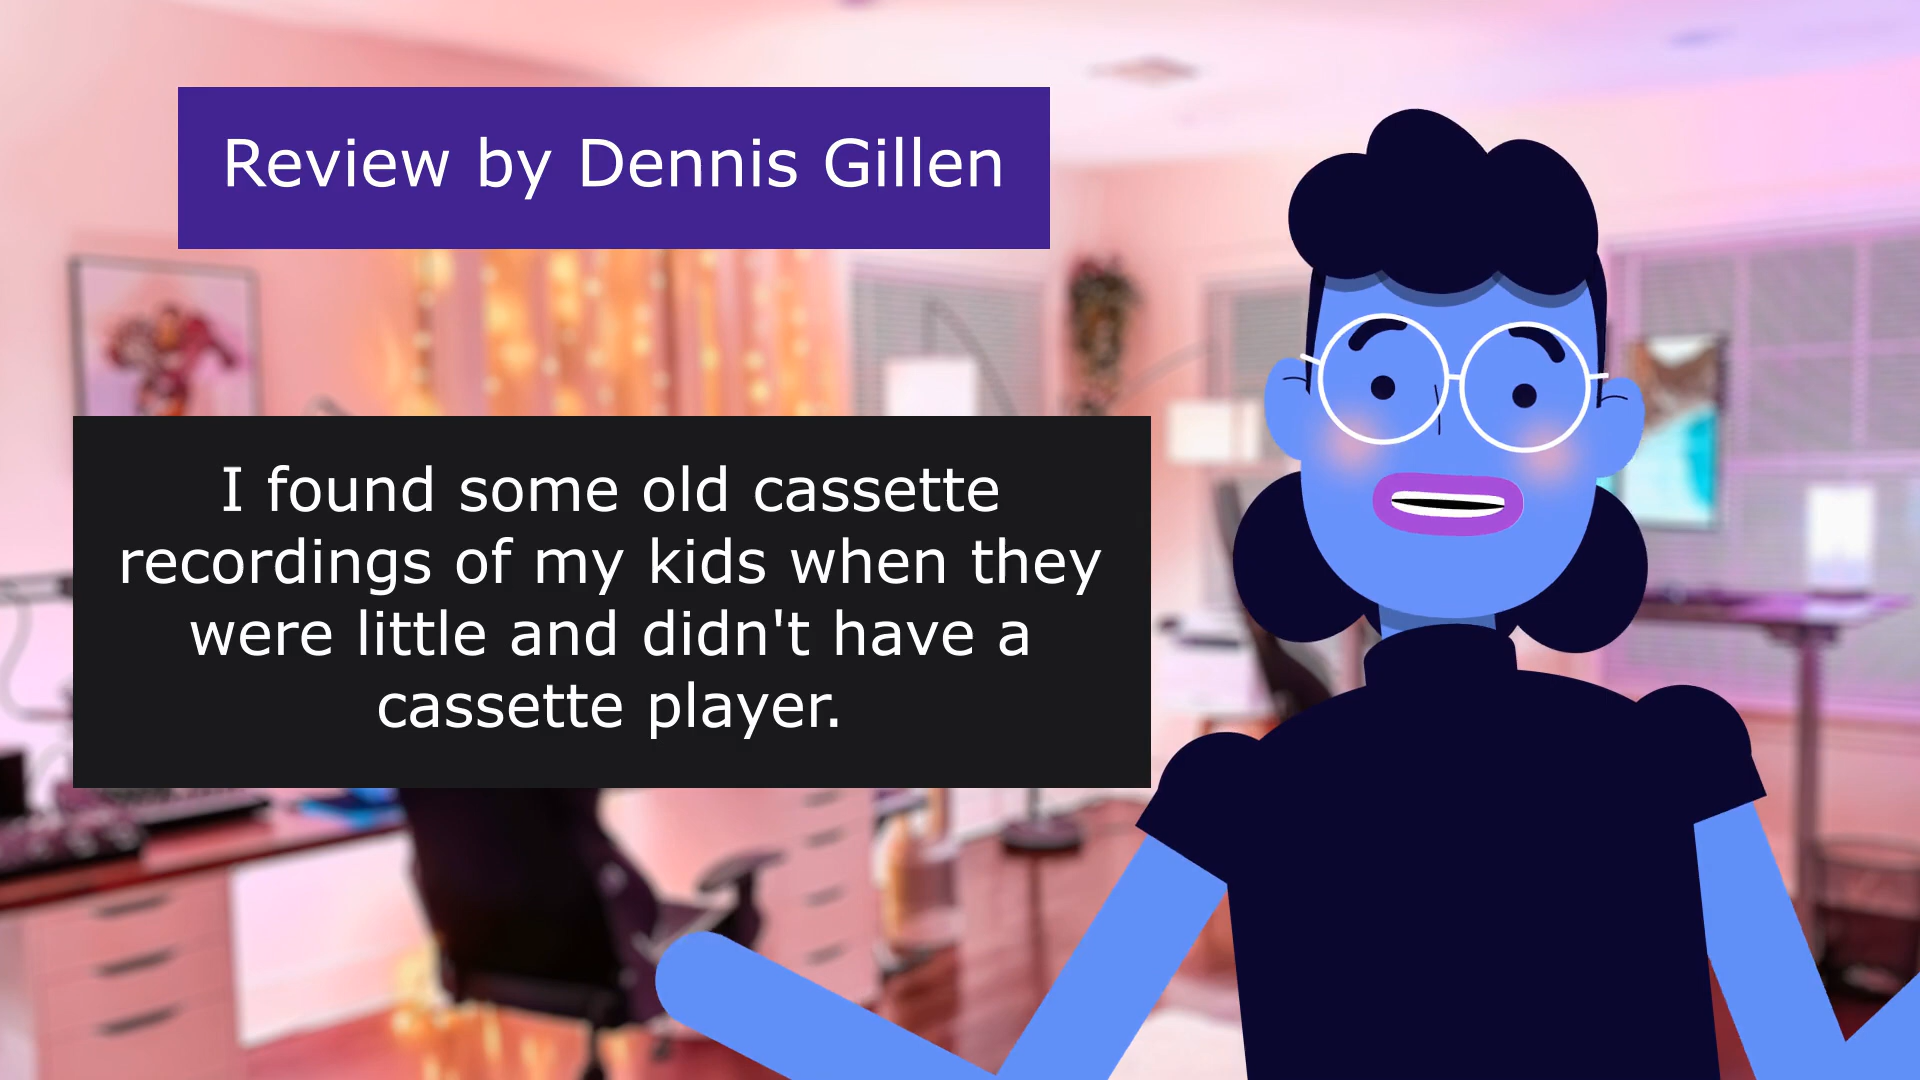 Review by Dennis Gillen
I found some old cassette
recordings of my kids when they
were little and didn't have a
cassette player.